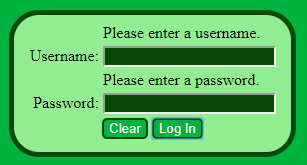 Please enter a username.
Username:
Please enter a password.
Password:
Clear Log In